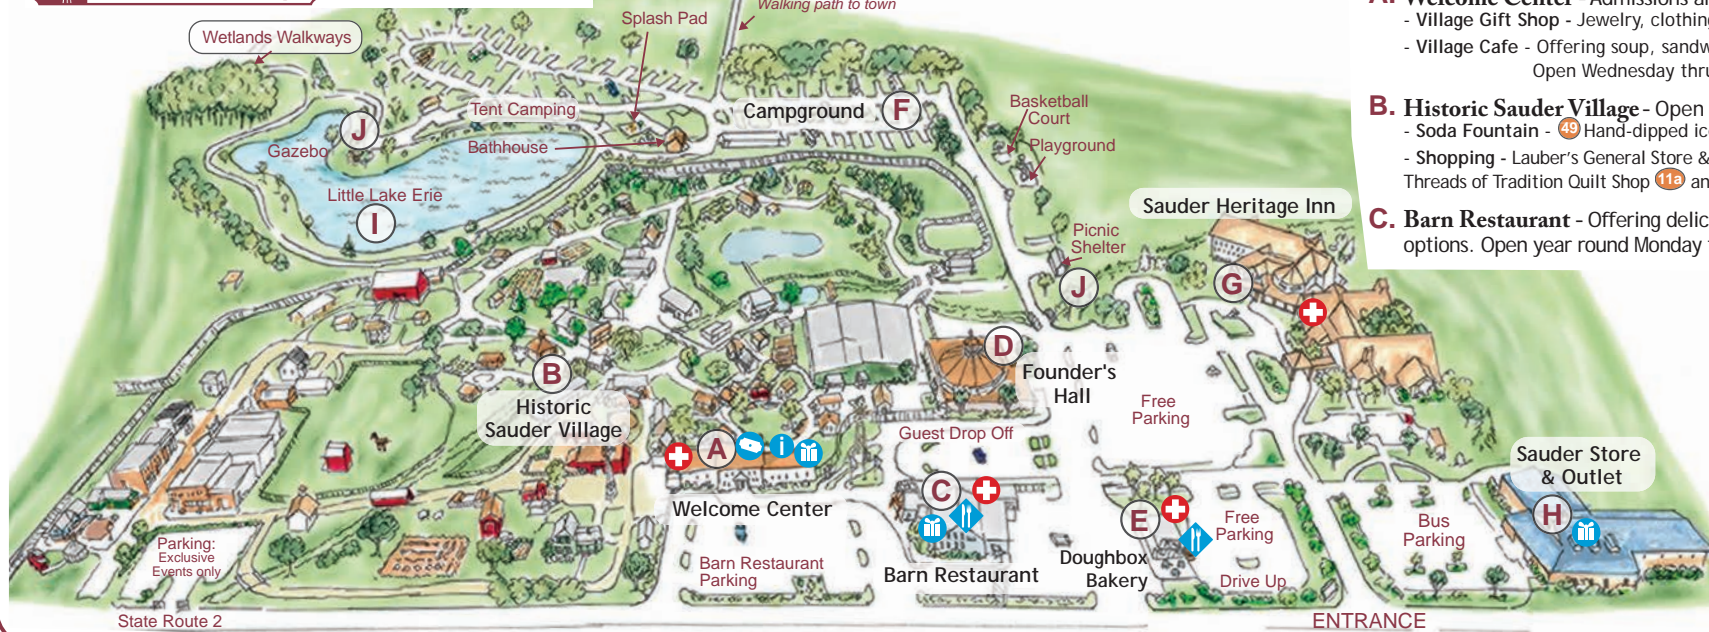 Walking path to town
Splash Pad
Wetlands Walkways
Tent Camping
Campground F
Basketball
Court
Playground
J
Gazebo
Bathhouse
Little Lake Erie
I
Sauder Heritage Inn
Picnic
Shelter
J
G
D
Founder's
Hall
B
Historic
Sauder Village
Free
Parking
Guest Drop Off
A i
Welcome Center
C
Barn Restaurant
Barn Restaurant
Parking
E
Doughbox
Bakery
Free
Parking
Drive Up
Bus
Parking
Sauder Store
& Outlet
H
Parking:
Exclusive
Events only
State Route 2
ENTRANCE
A. Welcome Center - Admissions
- Village Gift Shop - Jewelry, clothing
- Village Cafe - Offering soup, sandw
Open Wednesday thru
B. Historic Sauder Village - Open
- Soda Fountain - 49 Hand-dipped ice
- Shopping - Lauber's General Store &
Threads of Tradition Quilt Shop 11a an
C. Barn Restaurant - Offering delic
options. Open year round Monday